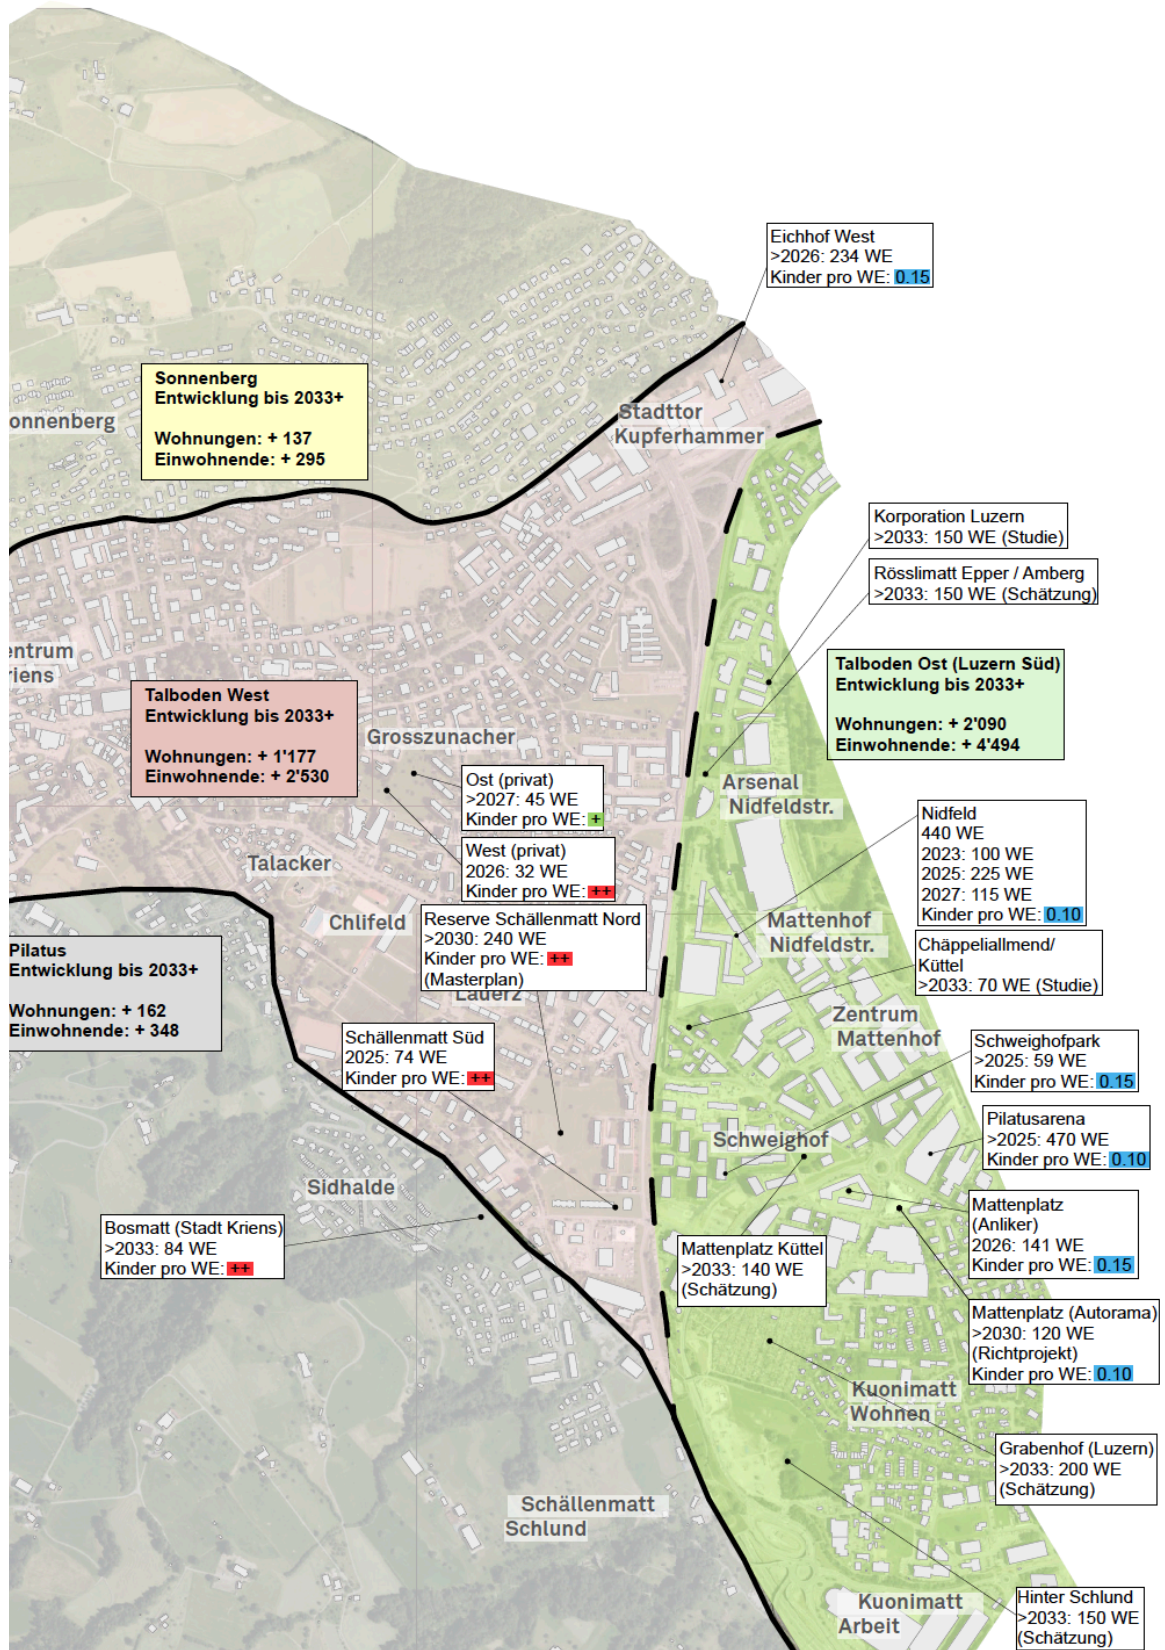 Eichhof West
>2026: 234 WE
Kinder pro WE: 0.15
Sonnenberg
Entwicklung bis 2033+
Wohnungen: + 137
Einwohnende: + 295
onnenberg
Stadttor
Kupferhammer
Korporation Luzern
>2033: 150 WE (Studie)
Rösslimatt Epper / Amberg
>2033: 150 WE (Schätzung)
entrum
riens
Talboden Ost (Luzern Süd)
Entwicklung bis 2033+
Wohnungen: + 2'090
Einwohnende: + 4'494
Talboden West
Entwicklung bis 2033+
Wohnungen: + 1'177
Einwohnende: + 2'530
Grosszunacher
Ost (privat)
>2027: 45 WE
Kinder pro WE: +
Arsenal
Nidfeldstr.
Nidfeld
440 WE
2023: 100 WE
2025: 225 WE
2027: 115 WE
Kinder pro WE: 0.10
West (privat)
2026: 32 WE
Kinder pro WE: ++
Talacker
Chlifeld
Reserve Schällenmatt Nord
>2030: 240 WE
Kinder pro WE: ++
(Masterplan)
Lauerz
Mattenhof
Nidfeldstr.
Chäppeliallmend/
Küttel
>2033: 70 WE (Studie)
Pilatus
Entwicklung bis 2033+
Wohnungen: + 162
Einwohnende: + 348
Zentrum
Mattenhof
Schällenmatt Süd
2025: 74 WE
Kinder pro WE: ++
Schweighofpark
>2025: 59 WE
Kinder pro WE: 0.15
Schweighof
Pilatusarena
>2025: 470 WE
Kinder pro WE: 0.10
Sidhalde
Bosmatt (Stadt Kriens)
>2033: 84 WE
Kinder pro WE: ++
Mattenplatz
(Anliker)
2026: 141 WE
Kinder pro WE: 0.15
Mattenplatz Küttel
>2033: 140 WE
(Schätzung)
Mattenplatz (Autorama)
>2030: 120 WE
(Richtprojekt)
Kinder pro WE: 0.10
Kuonimatt
Wohnen
Grabenhof (Luzern)
>2033: 200 WE
(Schätzung)
Schällenmatt
Schlund
Kuonimatt
Arbeit
Hinter Schlund
>2033: 150 WE
(Schätzung)